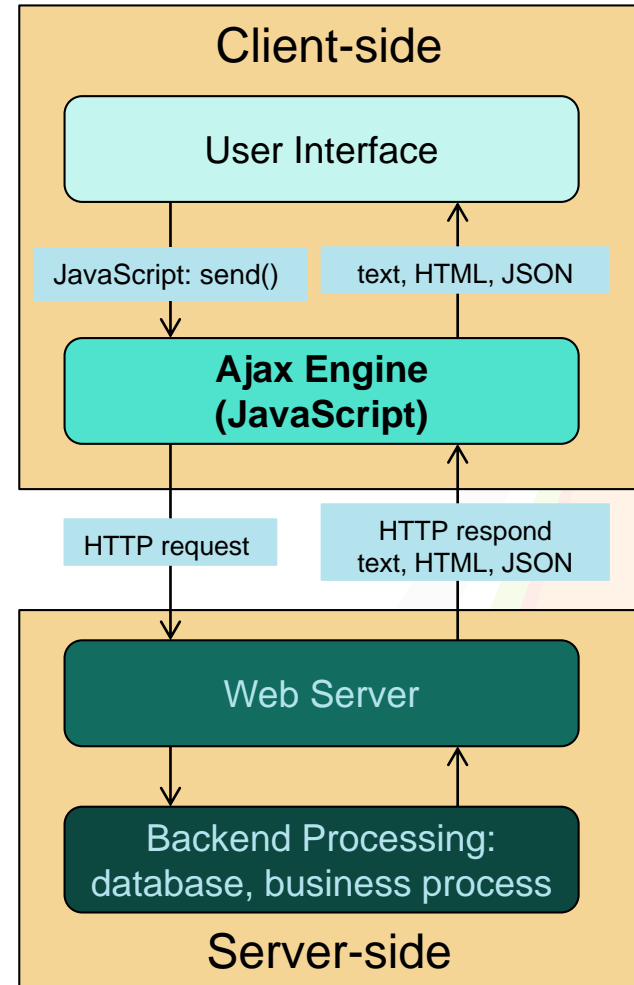 Client-side
User Interface
JavaScript: send()
text, HTML, JSON
Ajax Engine
(JavaScript)
HTTP request
HTTP respond
text, HTML, JSON
Web Server
Backend Processing:
database, business process
Server-side